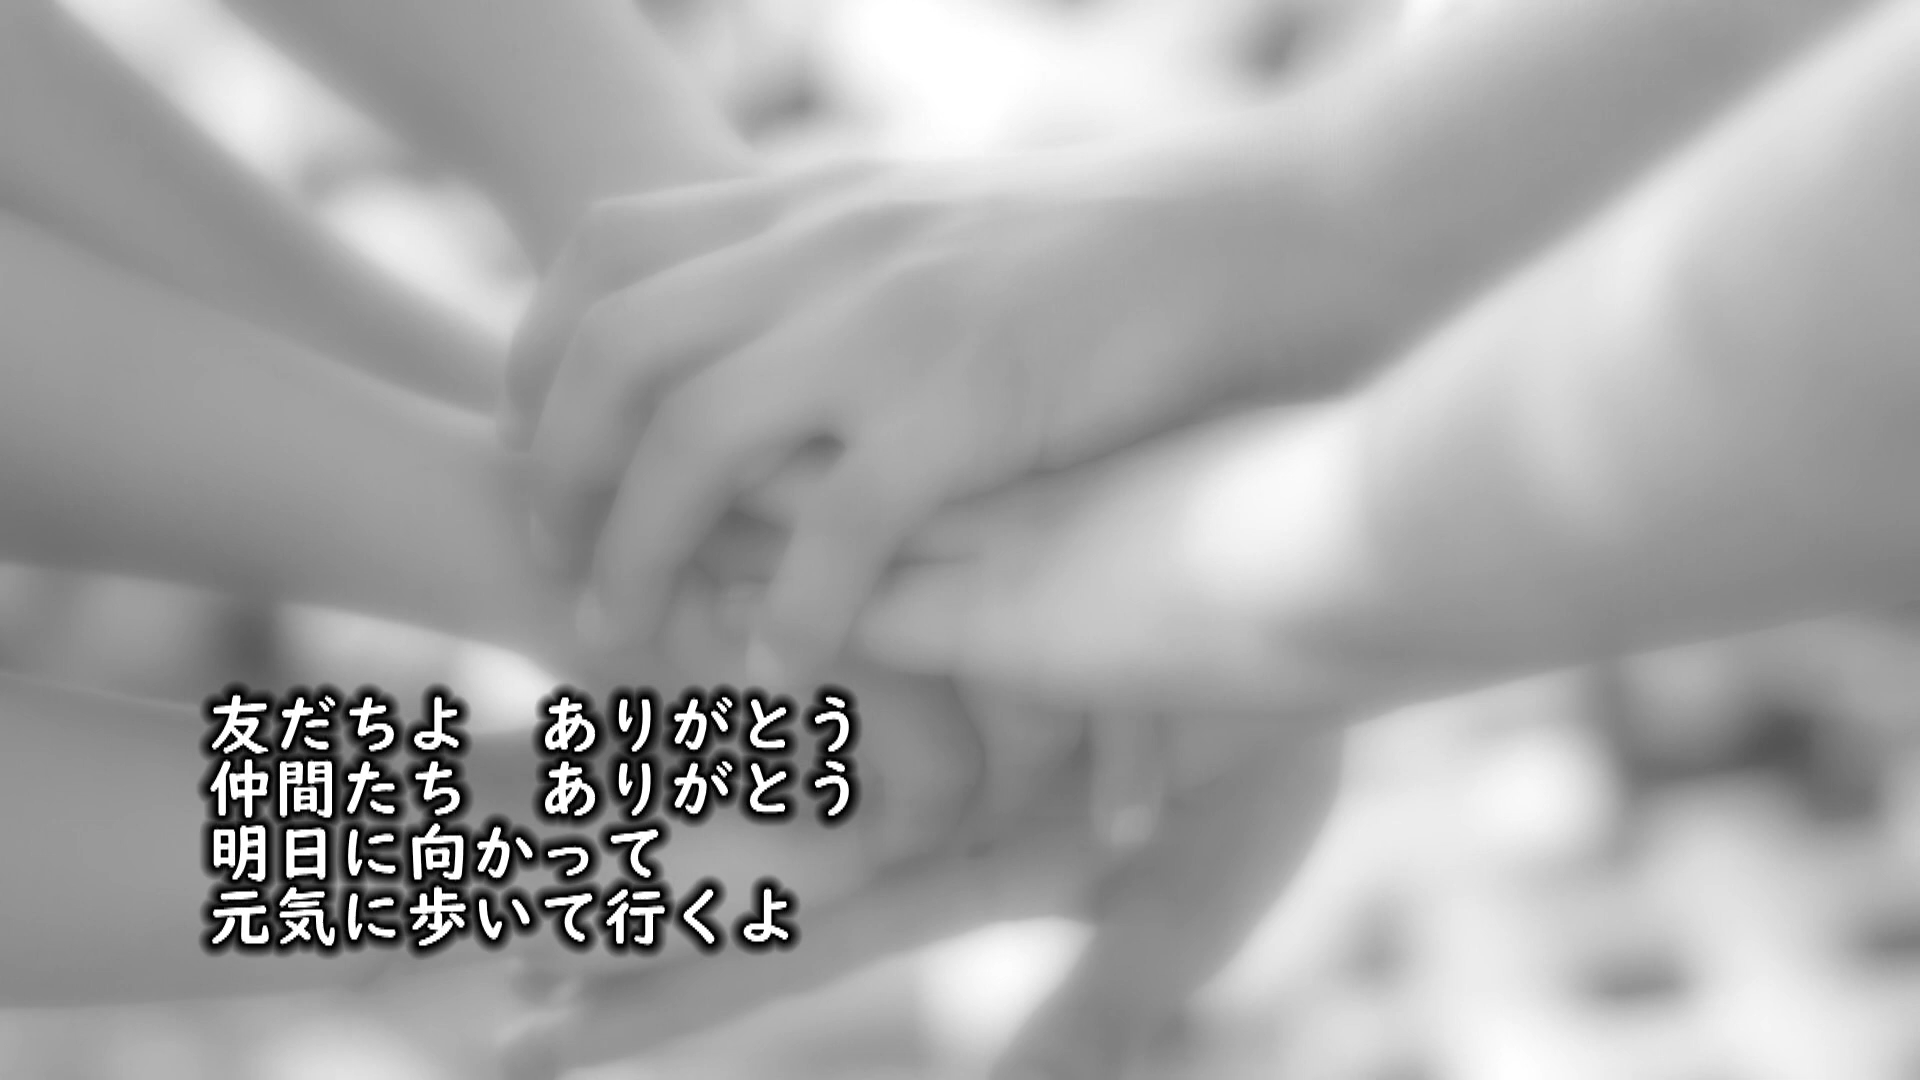 友だちよ　ありがとう
仲間たち　ありがとう
明日に向かって
元気に歩いて行くよ